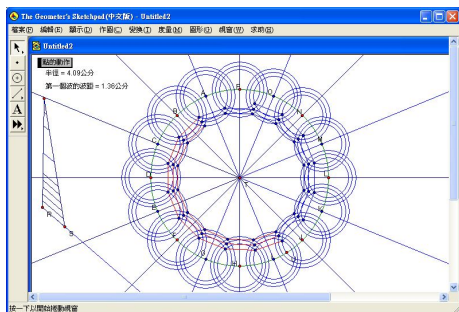 The Geometer's Sketchpad(中文版) - Untitled2
檔案(F) 編輯(E) 顯示(D) 作圖(C) 變換(T) 度量(M) 圖形(G) 視窗(W) 求助(H)
Untitled2
點的動作
半徑 = 4.09公分
第一個波的波距 = 1.36公分
A
T
R
S
按一下以開始捲動視窗